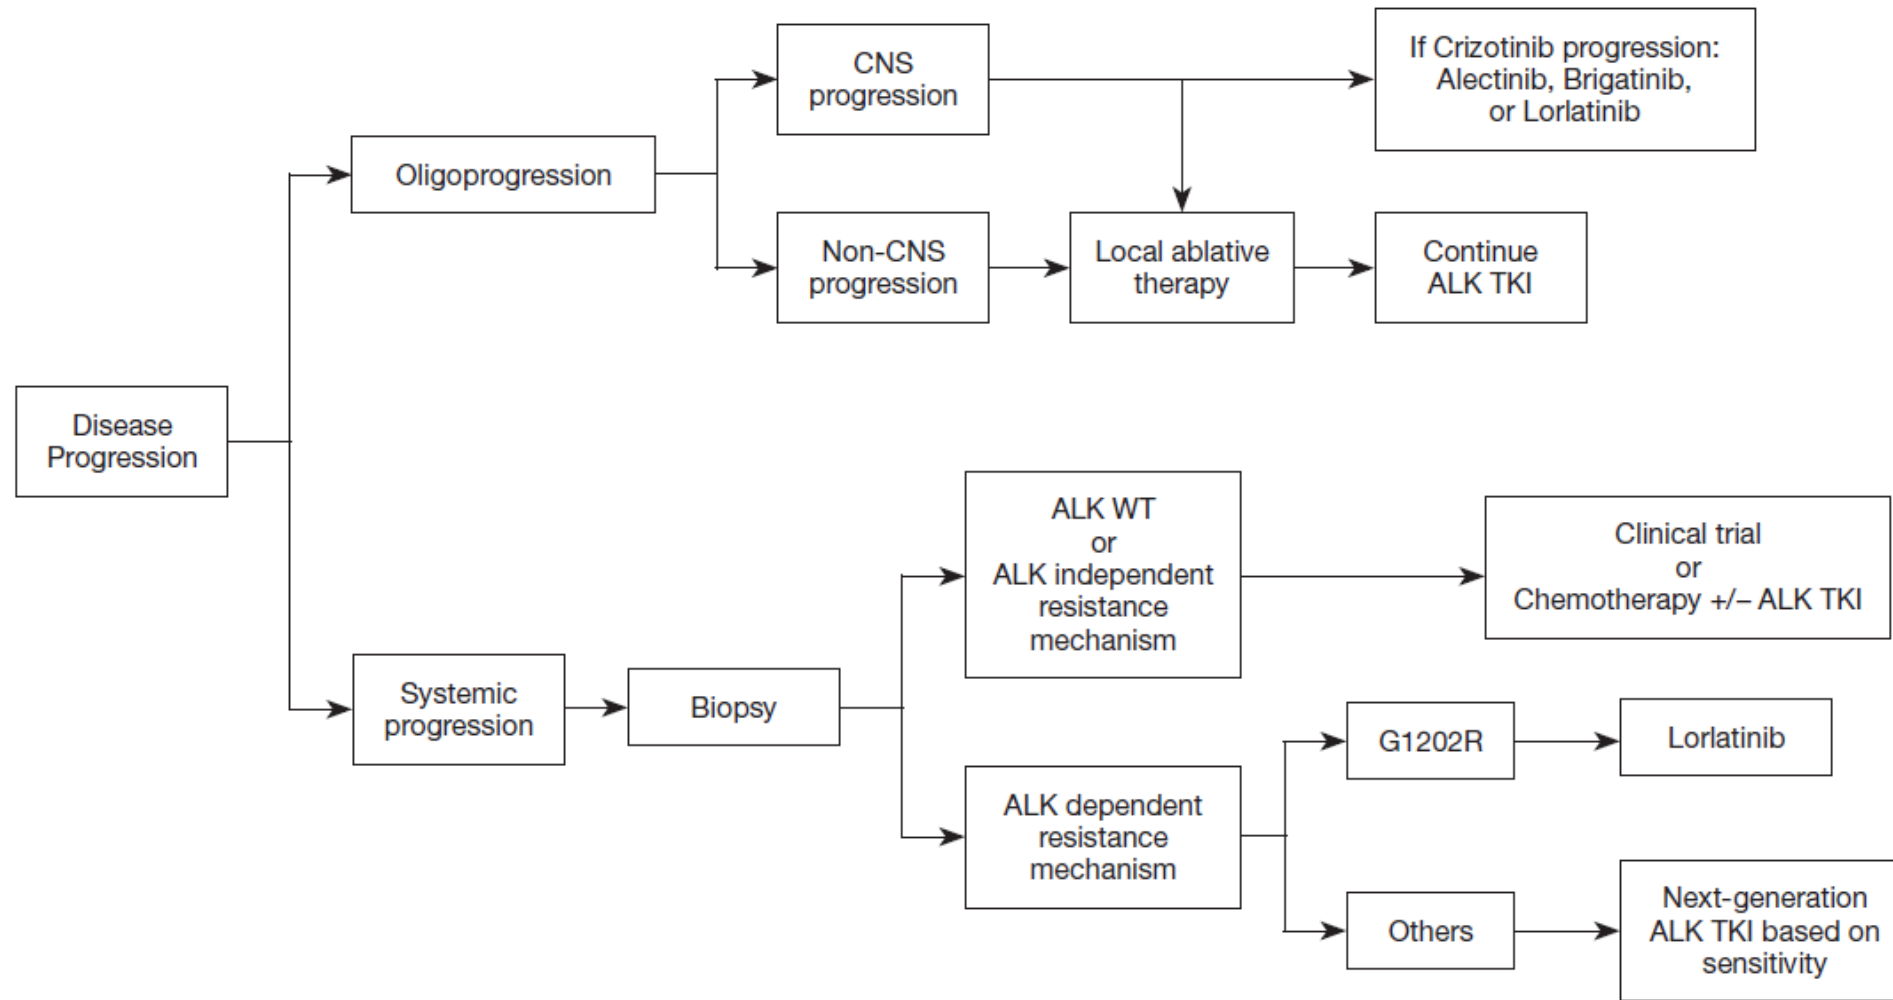 CNS
progression
If Crizotinib progression:
Alectinib, Brigatinib,
or Lorlatinib
Oligoprogression
Non-CNS
progression
Local ablative
therapy
Continue
ALK TKI
Disease
Progression
ALK WT
or
ALK independent
resistance
mechanism
Clinical trial
or
Chemotherapy +/– ALK TKI
Systemic
progression
Biopsy
G1202R
Lorlatinib
ALK dependent
resistance
mechanism
Others
Next-generation
ALK TKI based on
sensitivity